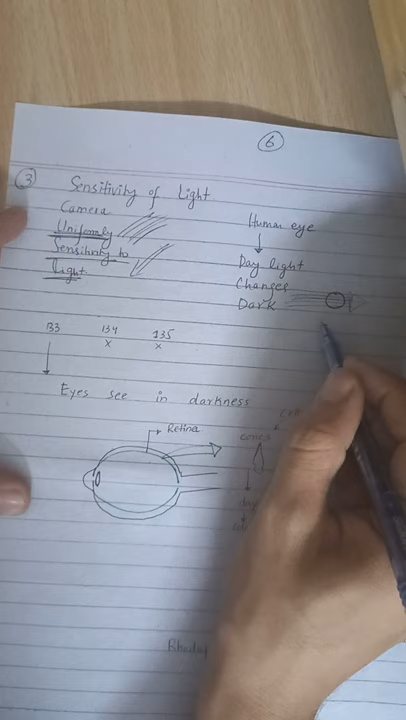 6
3 Sensitivity of Light
Camera
Uniformly
Sensitivity to
light
Human eye
Day light
Changes
Dark
133 134 135
x x
Eyes see in darkness
Retina
cones